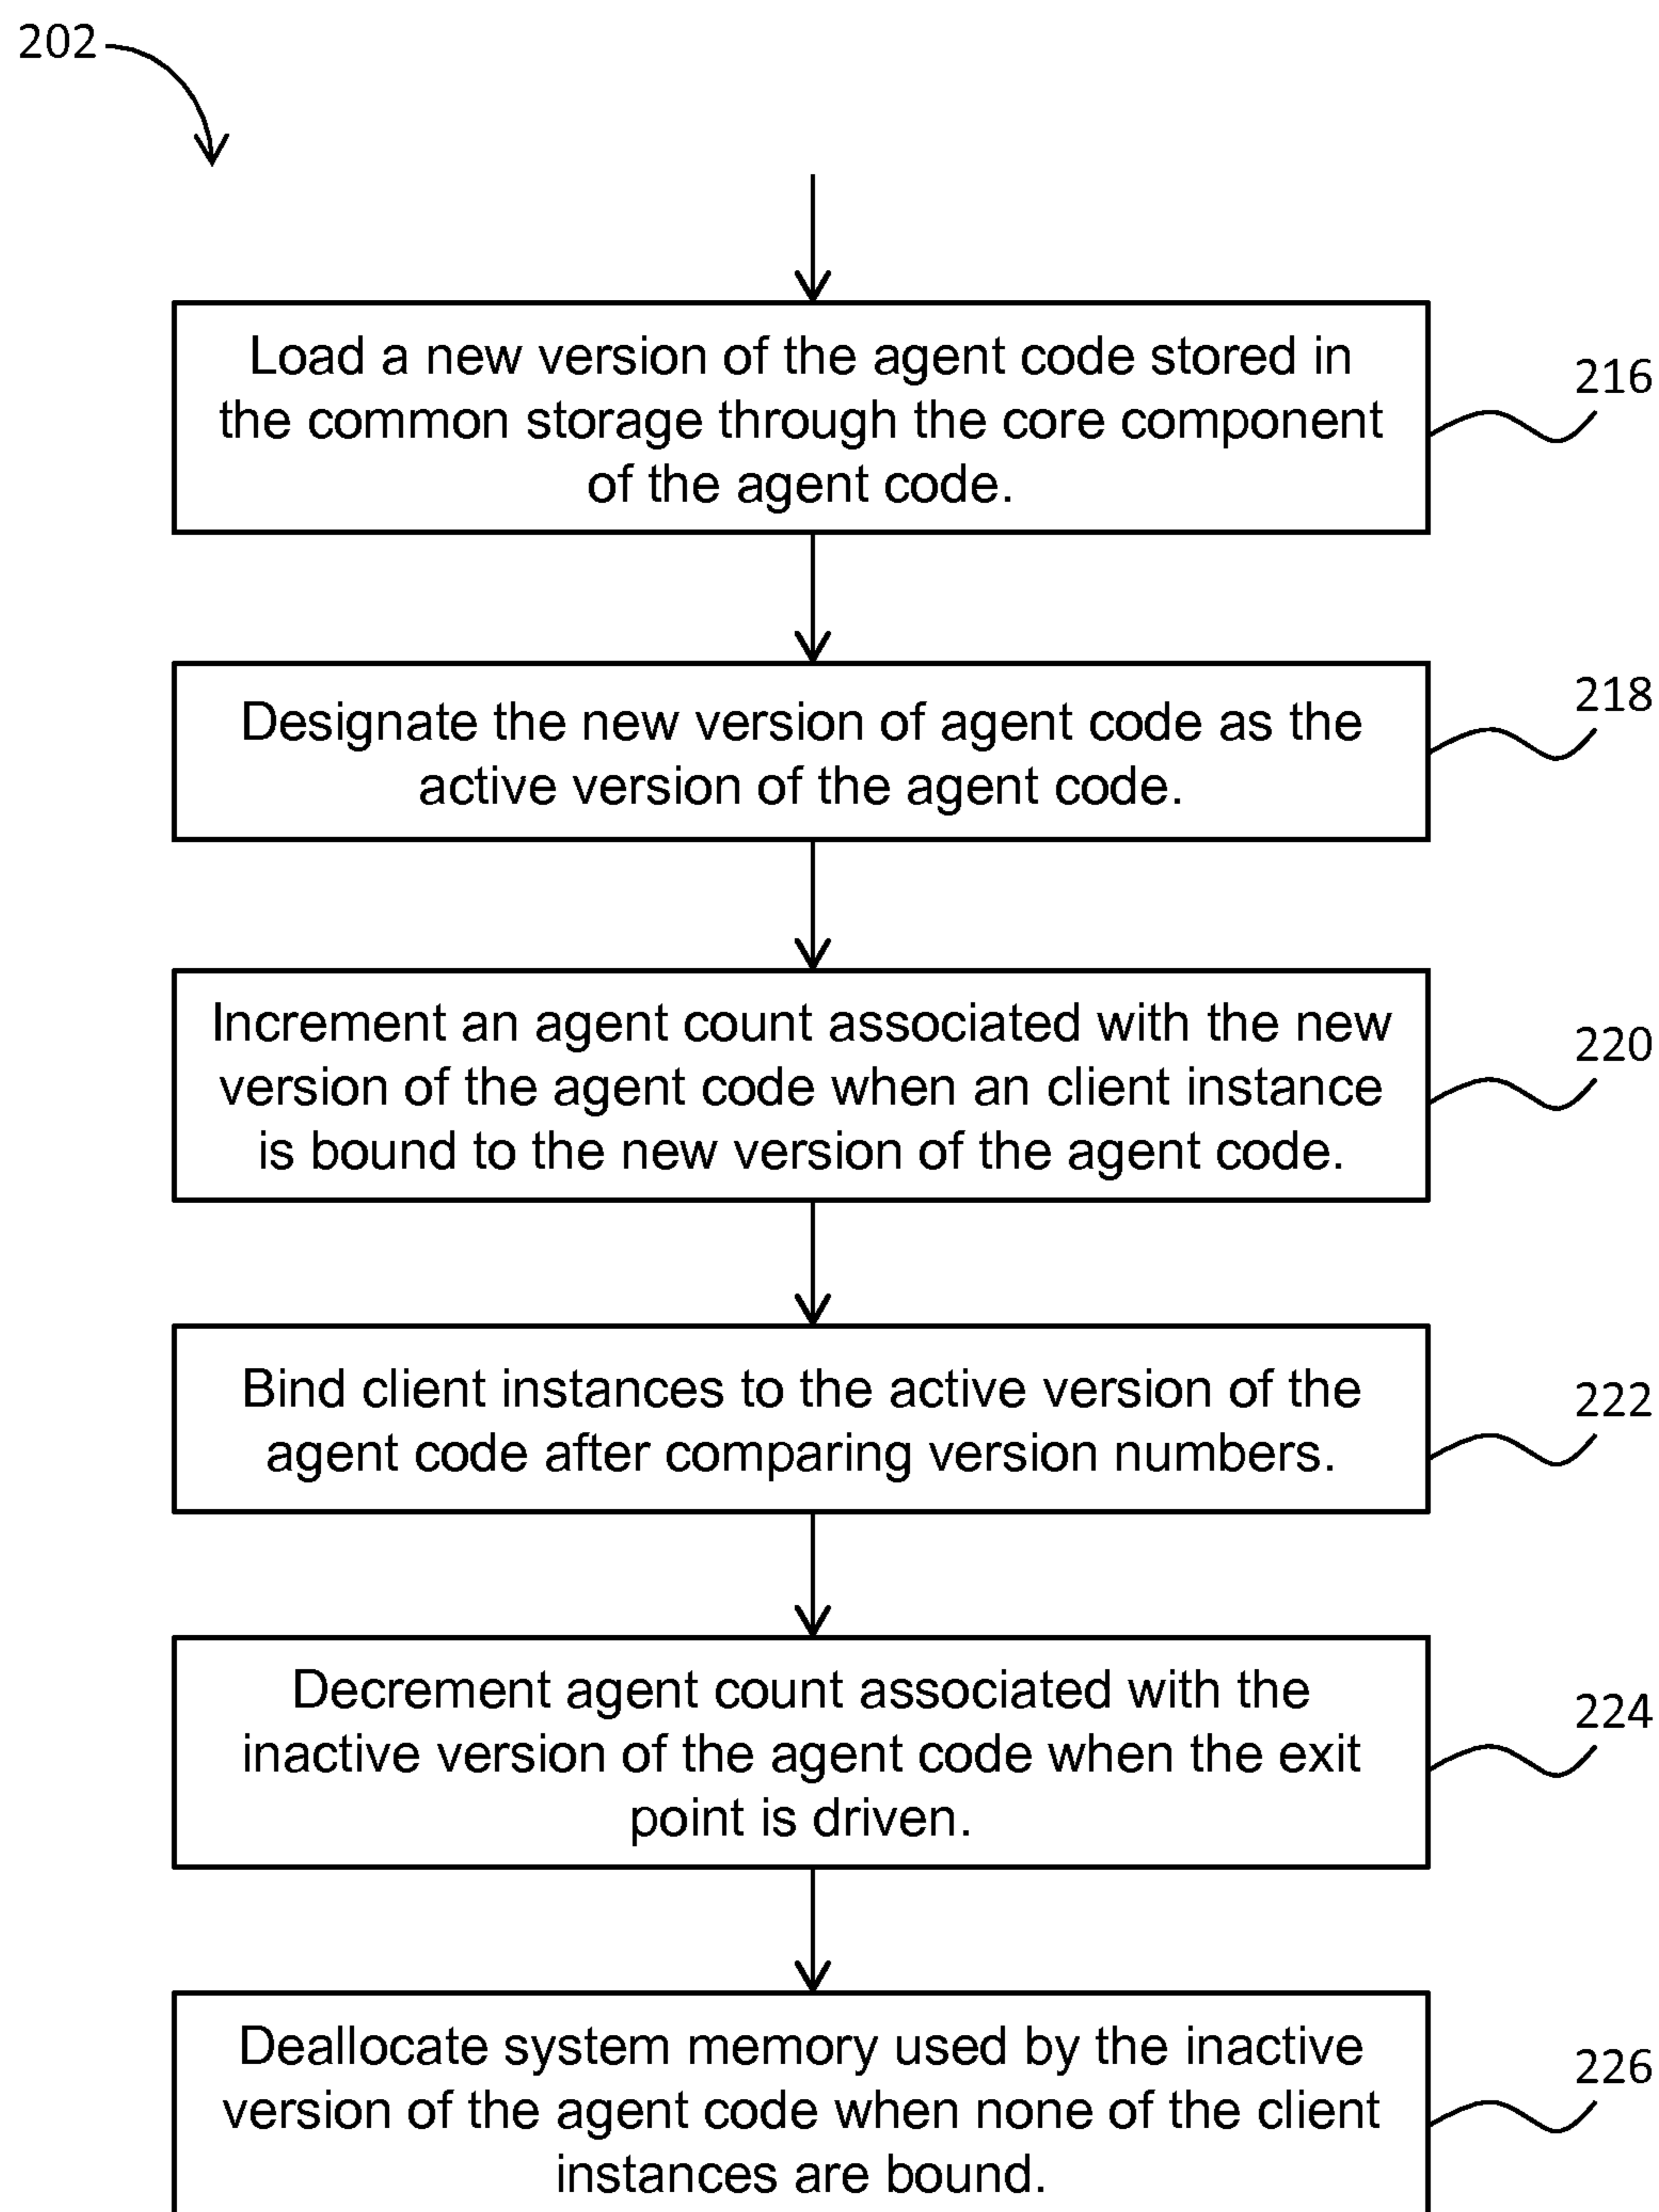 202
Load a new version of the agent code stored in
the common storage through the core component
of the agent code.
216
Designate the new version of agent code as the
active version of the agent code.
218
Increment an agent count associated with the new
version of the agent code when an client instance
is bound to the new version of the agent code.
220
Bind client instances to the active version of the
agent code after comparing version numbers.
222
Decrement agent count associated with the
inactive version of the agent code when the exit
point is driven.
224
Deallocate system memory used by the inactive
version of the agent code when none of the client
instances are bound.
226